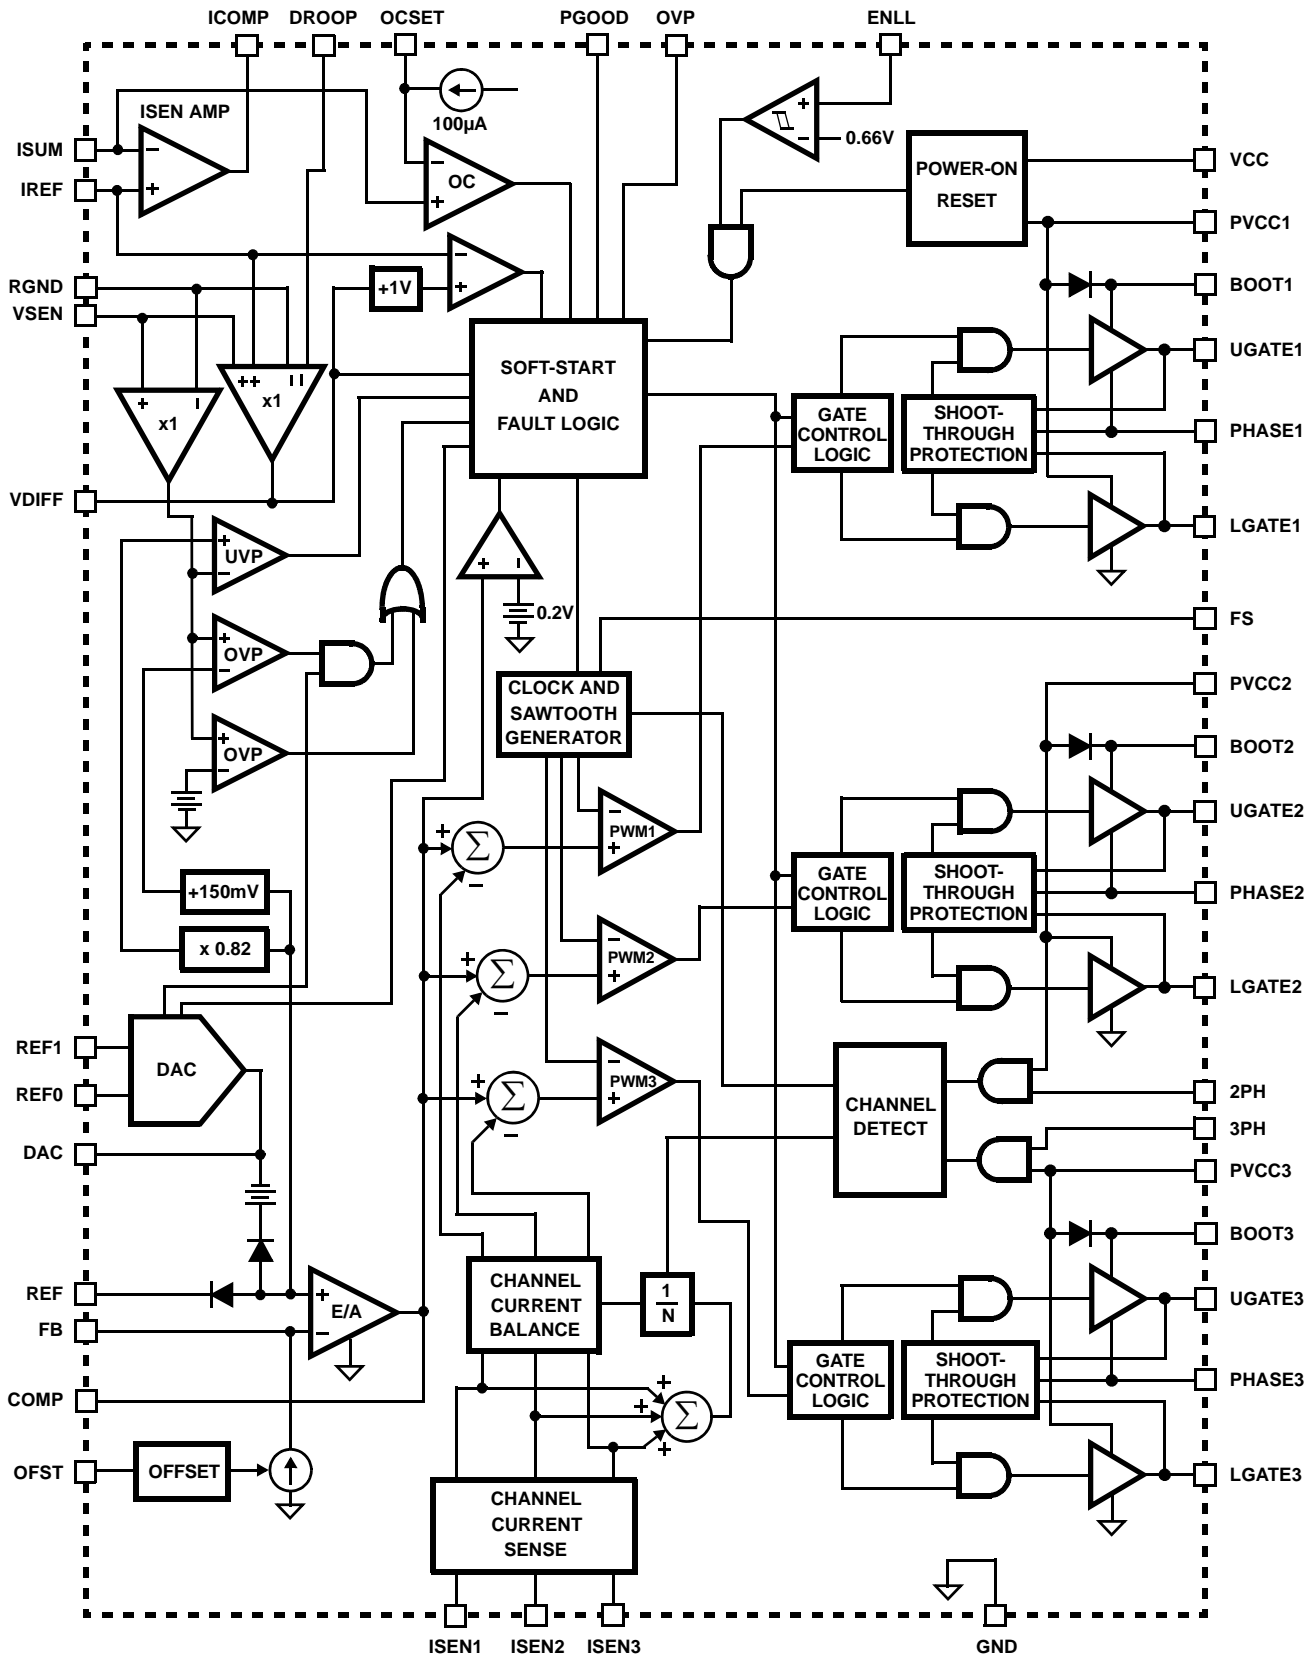 ICOMP DROOP OCSET PGOOD OVP ENLL
ISEN AMP
100µA
ISUM
IREF
−
+
−
OC
+
+
−
0.66V
POWER-ON
RESET
VCC
PVCC1
RGND
VSEN
+1V
−
+
BOOT1
UGATE1
SOFT-START
AND
FAULT LOGIC
+ −
x1
++ − −
x1
GATE
CONTROL
LOGIC
SHOOT-
THROUGH
PROTECTION
PHASE1
VDIFF
LGATE1
+
UVP
−
+ −
0.2V
FS
+
OVP
−
+
OVP
−
CLOCK AND
SAWTOOTH
GENERATOR
PVCC2
BOOT2
UGATE2
−
PWM1
+
+
Σ
−
+150mV
x 0.82
GATE
CONTROL
LOGIC
SHOOT-
THROUGH
PROTECTION
PHASE2
−
PWM2
+
+
Σ
−
LGATE2
REF1
REF0
DAC
−
PWM3
+
+
Σ
−
CHANNEL
DETECT
2PH
3PH
DAC
PVCC3
BOOT3
REF
FB
+
E/A
−
CHANNEL
CURRENT
BALANCE
1
N
UGATE3
GATE
CONTROL
LOGIC
SHOOT-
THROUGH
PROTECTION
PHASE3
COMP
+
+
+
Σ
OFST
OFFSET
LGATE3
CHANNEL
CURRENT
SENSE
ISEN1 ISEN2 ISEN3 GND